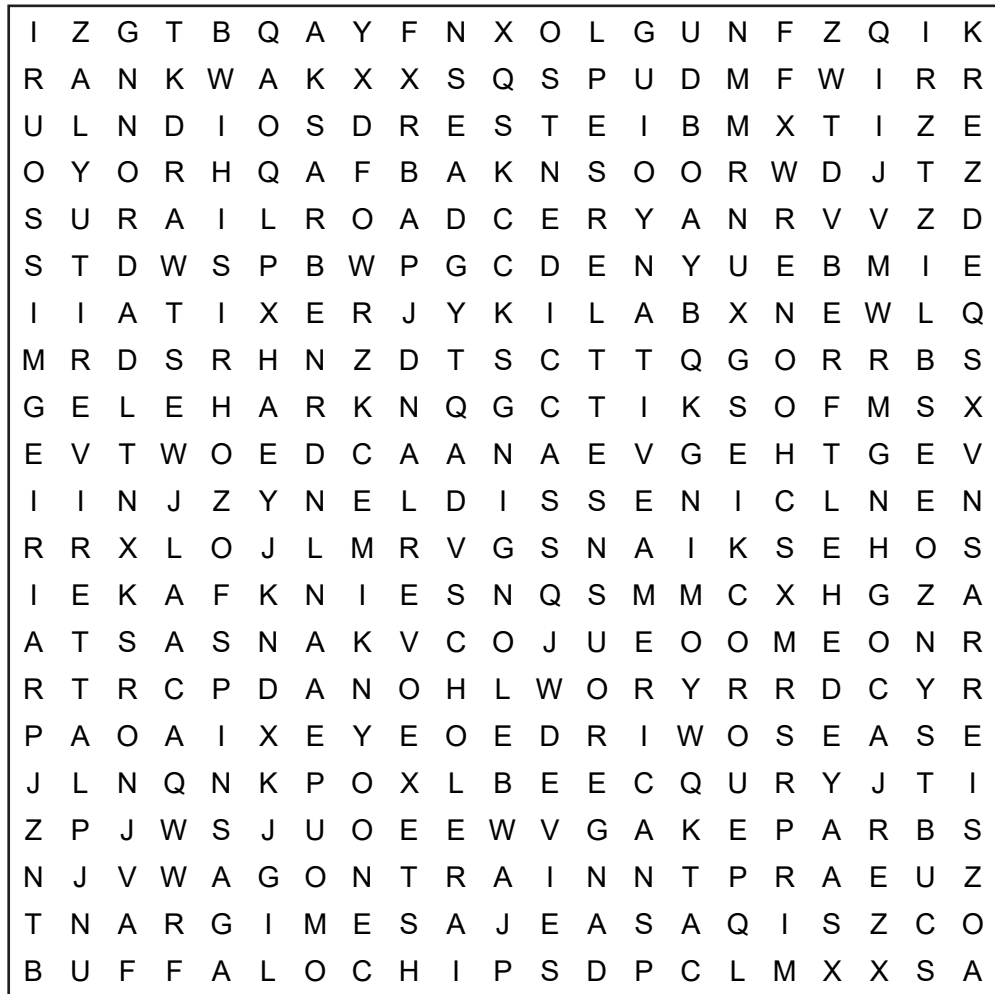 I Z G T B Q A Y F N X O L G U N F Z Q I K
R A N K W A K X X S Q S P U D M F W I R R
U L N D I O S D R E S T E I B M X T I Z E
O Y O R H Q A F B A K N S O O R W D J T Z
S U R A I L R O A D C E R Y A N R V V Z D
S T D W S P B W P G C D E N Y U E B M I E
I I A T I X E R J Y K I L A B X N E W L Q
M R D S R H N Z D T S C T T Q G O R R B S
G E L E H A R K N Q G C T I K S O F M S X
E V T W O E D C A A N A E V G E H T G E V
I I N J Z Y N E L D I S S E N I C L N E N
R R X L O J L M R V G S N A I K S E H O S
I E K A F K N I E S N Q S M M C X H G Z A
A T S A S N A K V C O J U E O O M E O N R
R T R C P D A N O H L W O R Y R R D C Y R
P A O A I X E Y E O E D R I W O S E A S E
J L N Q N K P O X L B E E C Q U R Y J T I
Z P J W S J U O E E W V G A K E P A R B S
N J V W A G O N T R A I N N T P R A E U Z
T N A R G I M E S A J E A S A Q I S Z C O
B U F F A L O C H I P S D P C L M X X S A